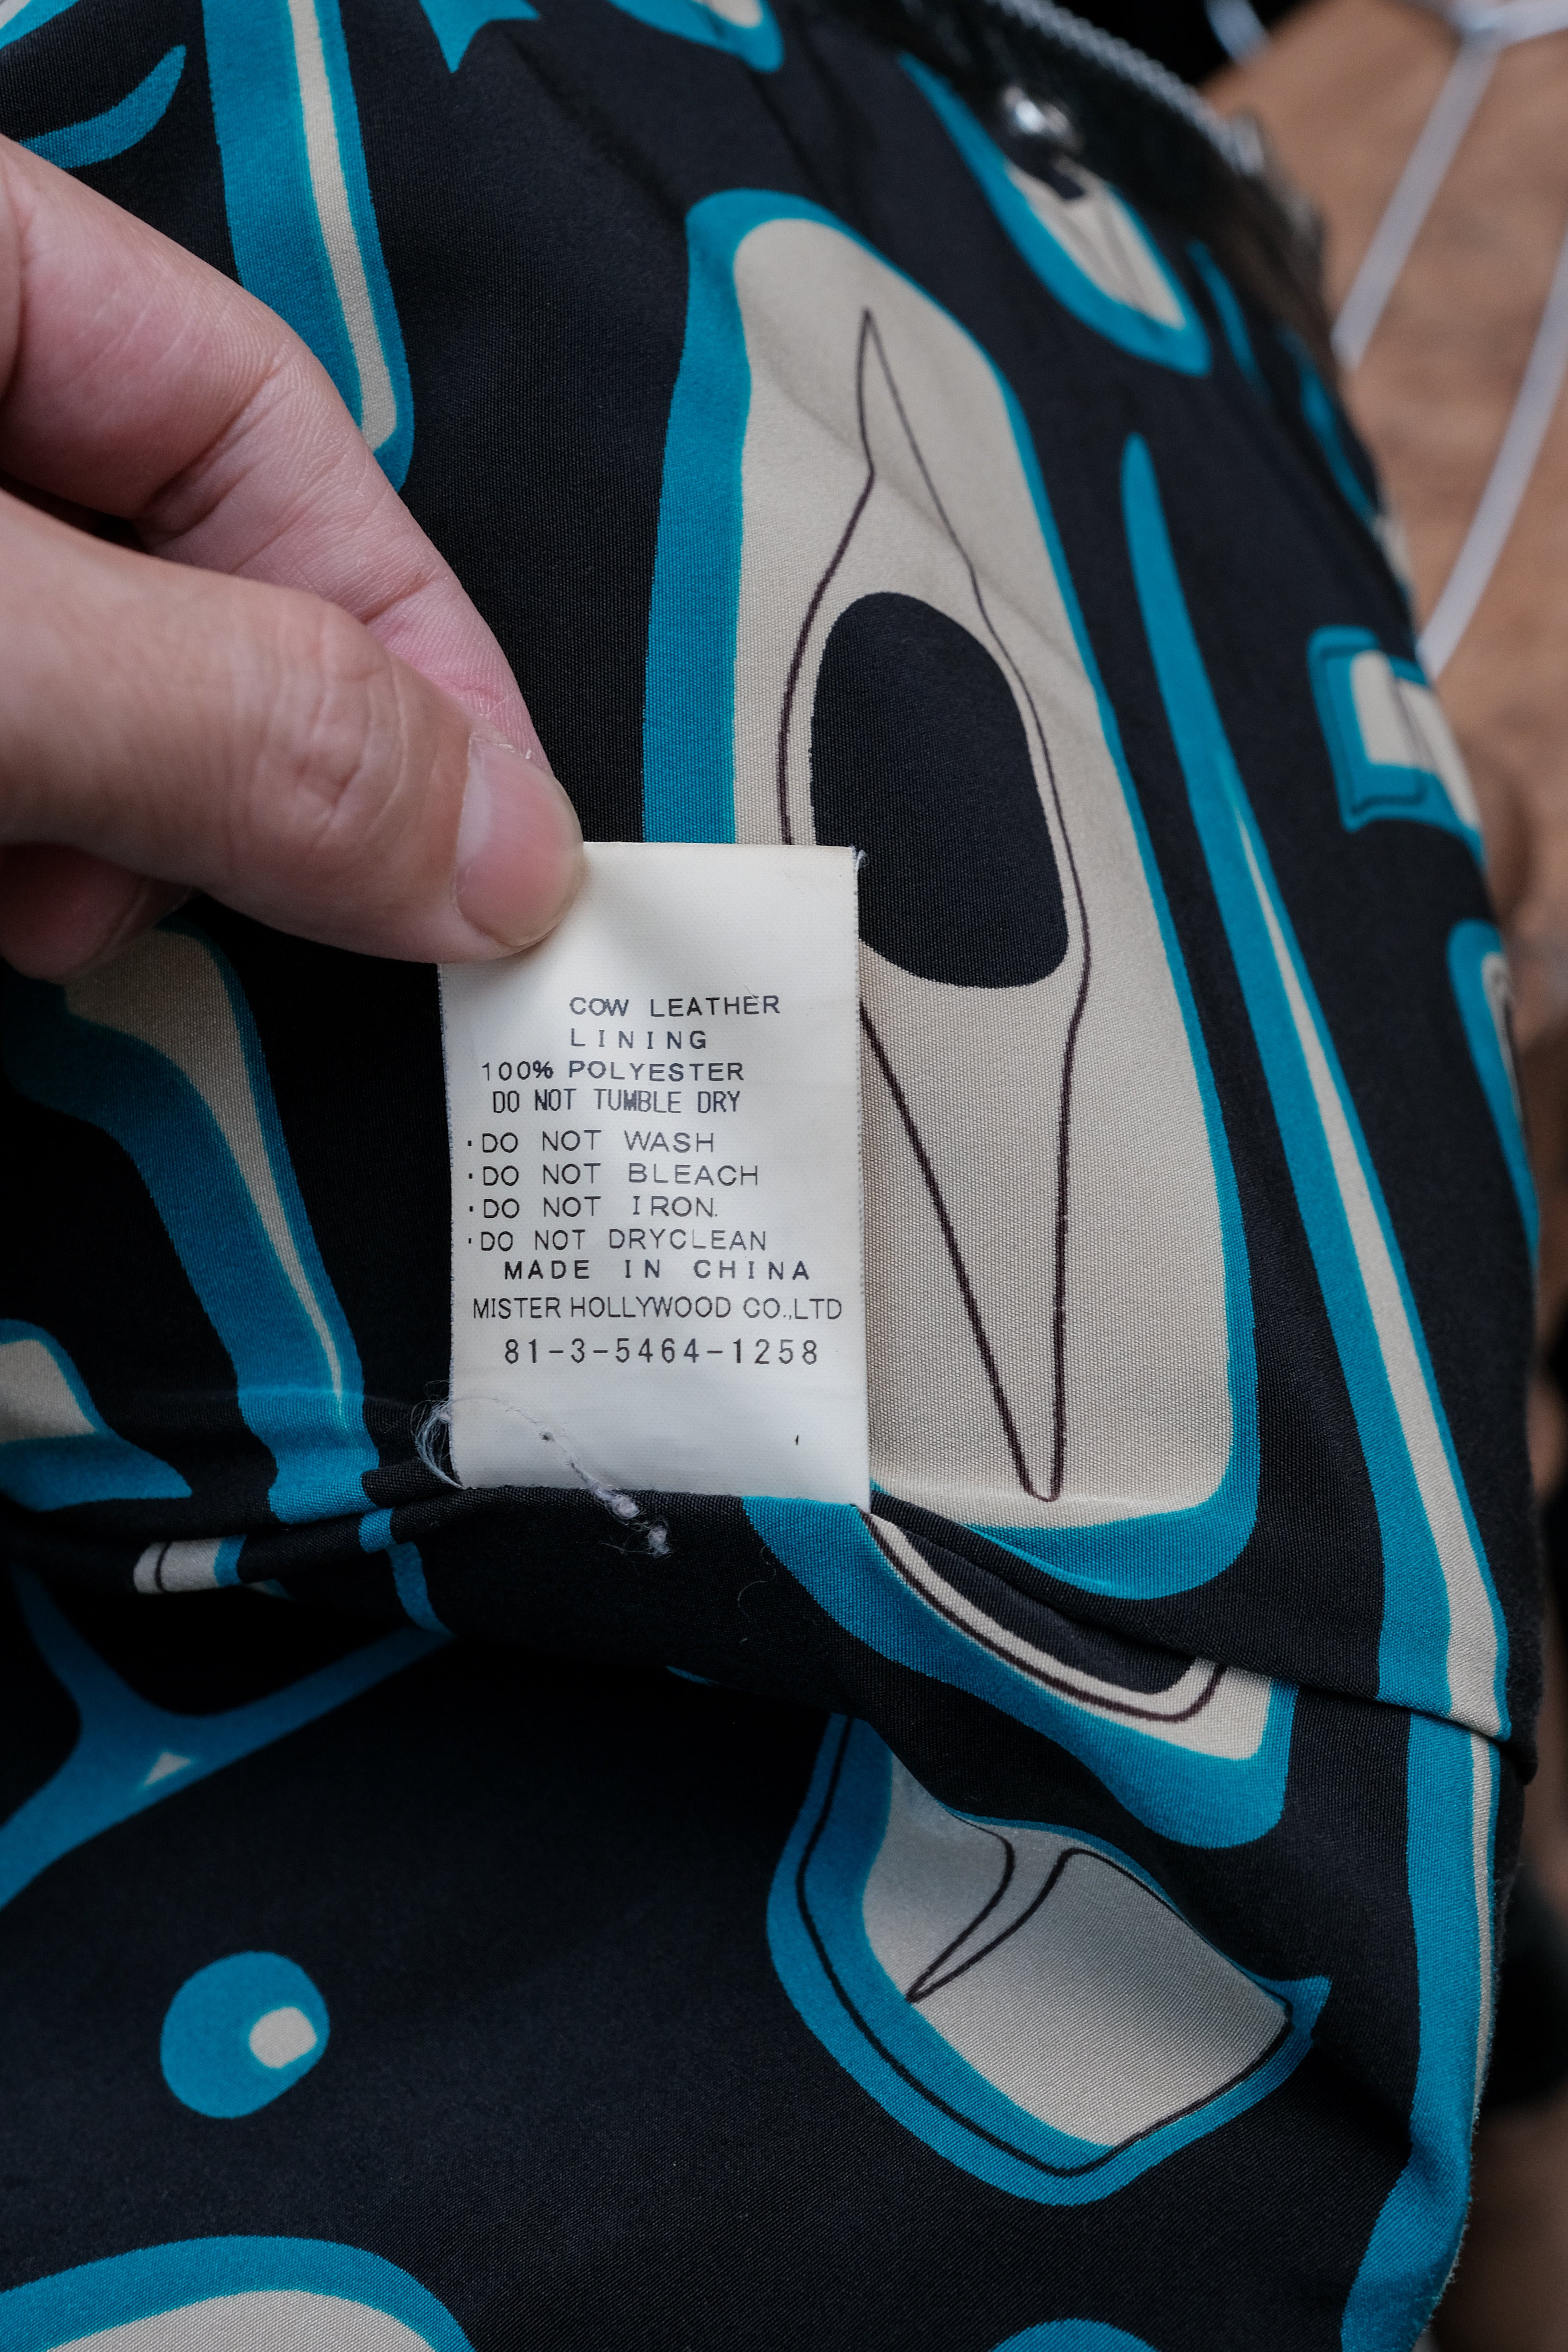 COW LEATHER
LINING
100% POLYESTER
DO NOT TUMBLE DRY
·DO NOT WASH
·DO NOT BLEACH
·DO NOT IRON.
·DO NOT DRYCLEAN
MADE IN CHINA
MISTER HOLLYWOOD CO.,LTD
81-3-5464-1258